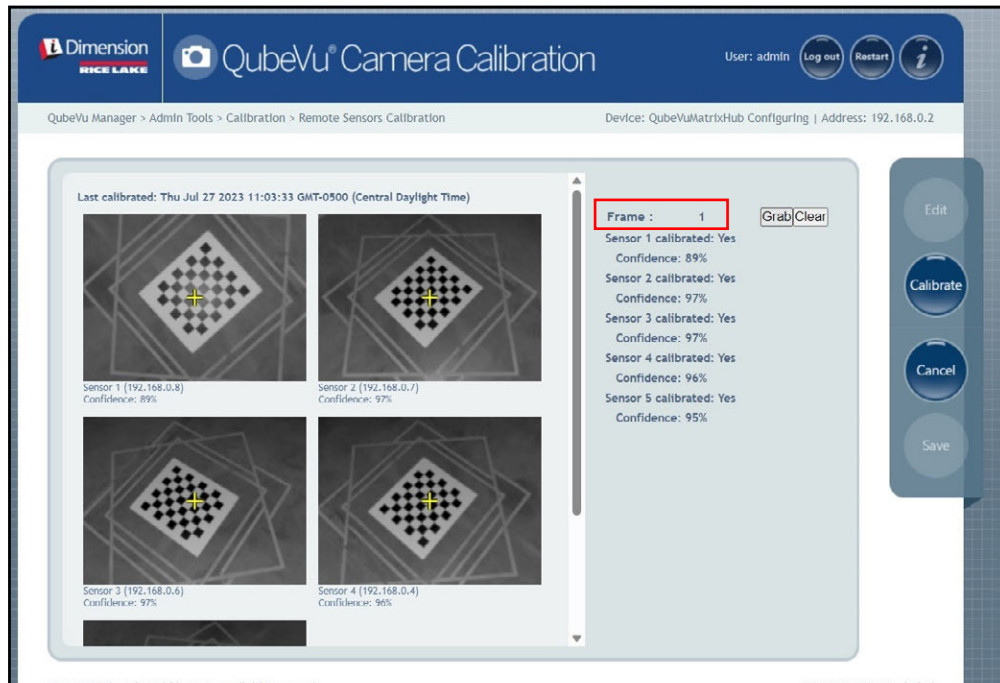 Dimension
RICE LAKE
QubeVu® Camera Calibration
User: admin
Log out
Restart
i
QubeVu Manager > Admin Tools > Calibration > Remote Sensors Calibration
Device: QubeVuMatrixHub Configuring | Address: 192.168.0.2
Last calibrated: Thu Jul 27 2023 11:03:33 GMT-0500 (Central Daylight Time)
Sensor 1 (192.168.0.8)
Confidence: 89%
Sensor 2 (192.168.0.7)
Confidence: 97%
Sensor 3 (192.168.0.6)
Confidence: 97%
Sensor 4 (192.168.0.4)
Confidence: 96%
Frame : 1
Grab Clear
Sensor 1 calibrated: Yes
Confidence: 89%
Sensor 2 calibrated: Yes
Confidence: 97%
Sensor 3 calibrated: Yes
Confidence: 97%
Sensor 4 calibrated: Yes
Confidence: 96%
Sensor 5 calibrated: Yes
Confidence: 95%
Edit
Calibrate
Cancel
Save